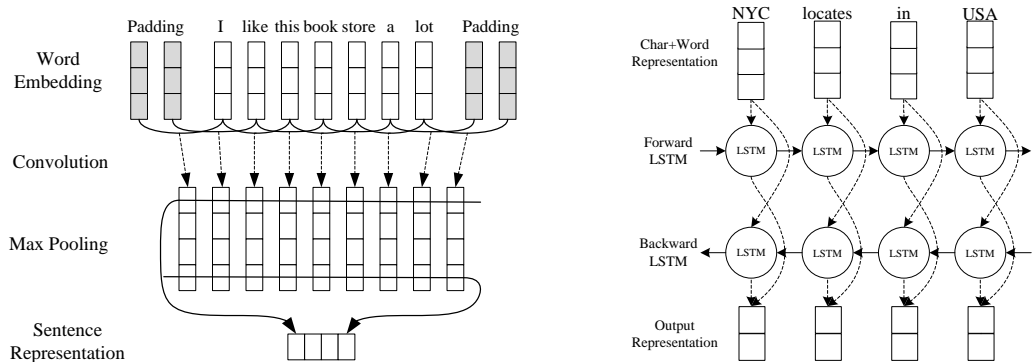 Padding I like this book store a lot Padding
Word
Embedding
Convolution
Max Pooling
Sentence
Representation
NYC locates in USA
Char+Word
Representation
Forward
LSTM
LSTM LSTM LSTM LSTM
Backward
LSTM
LSTM LSTM LSTM LSTM
Output
Representation